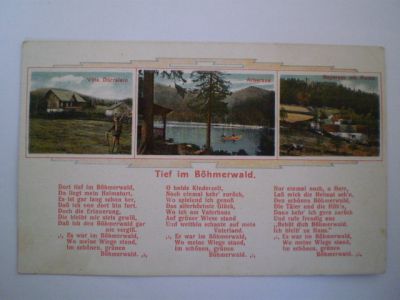 Villa Dürrstein
Arbersee
Tief im Böhmerwald.
Dort tief im Böhmerwald,
Da liegt mein Heimatort,
Es ist gar lang schon her,
Daß ich von dort bin fort.
Doch die Erinnerung,
Die bleibt mir stets gewiß,
Daß ich den Böhmerwald gar
nie vergiß.
Es war im Böhmerwald,
Wo meine Wiege stand,
Im schönen, grünen
Böhmerwald.
O holde Kinderzeit,
Noch einmal kehr' zurück,
Wo spielend ich genoß
Das allerhöchste Glück,
Wo ich am Vaterhaus
Auf grüner Wiese stand
Und weithin schaute auf mein
Vaterland.
Es war im Böhmerwald,
Wo meine Wiege stand,
Im schönen, grünen
Böhmerwald.
Nur einmal noch, o Herr,
Laß mich die Heimat seh'n,
Den schönen Böhmerwald,
Die Täler und die Höh'n,
Dann kehr' ich gern zurück
Und rufe freudig aus
„Behüt dich Böhmerwald,
Ich bleib' zu Haus."
Es war im Böhmerwald,
Wo meine Wiege stand,
Im schönen, grünen
Böhmerwald.